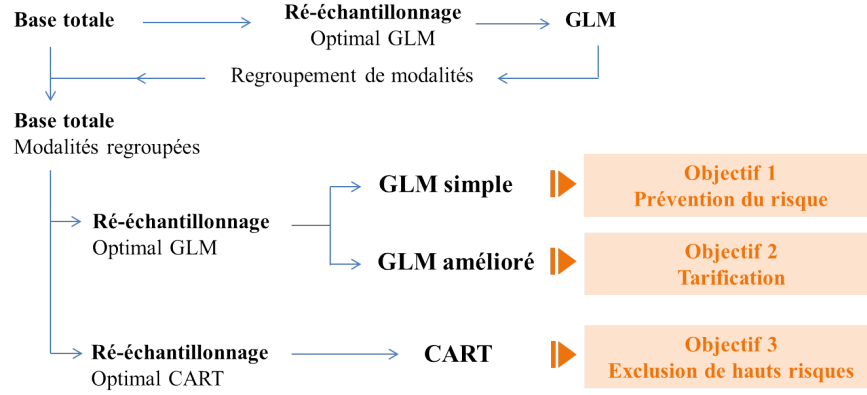 Base totale
Ré-échantillonnage
Optimal GLM
GLM
Regroupement de modalités
Base totale
Modalités regroupées
GLM simple
Objectif 1
Prévention du risque
Ré-échantillonnage
Optimal GLM
GLM amélioré
Objectif 2
Tarification
Ré-échantillonnage
Optimal CART
CART
Objectif 3
Exclusion de hauts risques